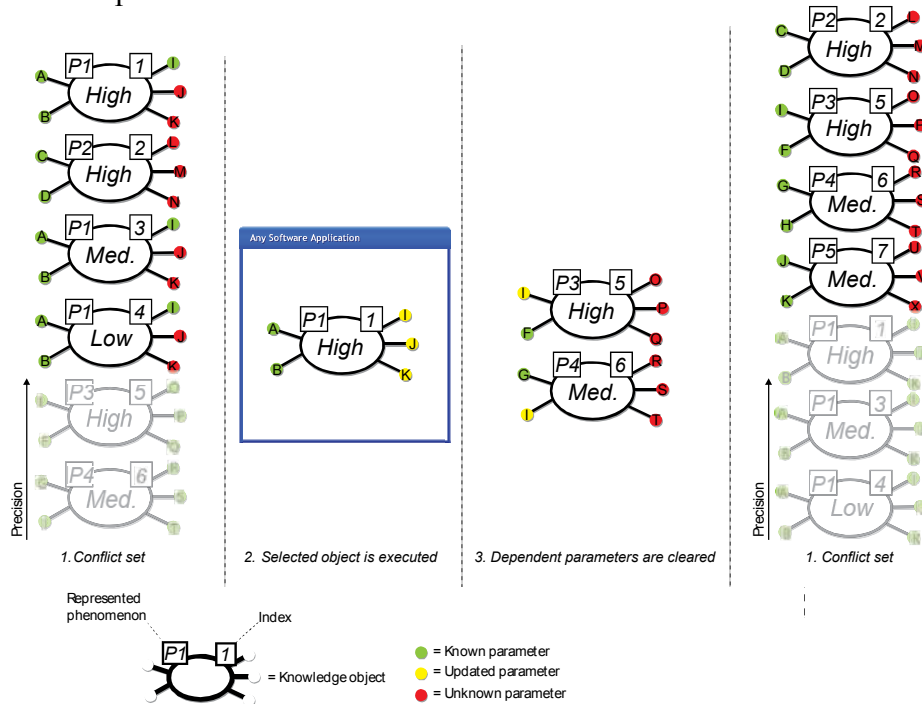 P1 1
A I
High J
B K
P2 2
C L
High M
D N
P1 3
A I
Med. J
B K
P1 4
A I
Low J
B K
P3 5
High
P4 6
Med.
Precision
1. Conflict set
Any Software Application
P1 1
A I
High J
B K
2. Selected object is executed
P3 5
I O
High P
F Q
P4 6
G R
Med. S
I T
3. Dependent parameters are cleared
P2 2
C L
High M
D N
P3 5
I O
High P
F Q
P4 6
G R
Med. S
H T
P5 7
J U
Med. V
K X
P1 1
High
P1 3
Med.
P1 4
Low
Precision
1. Conflict set
Represented
phenomenon
Index
P1 1
= Knowledge object
= Known parameter
= Updated parameter
= Unknown parameter